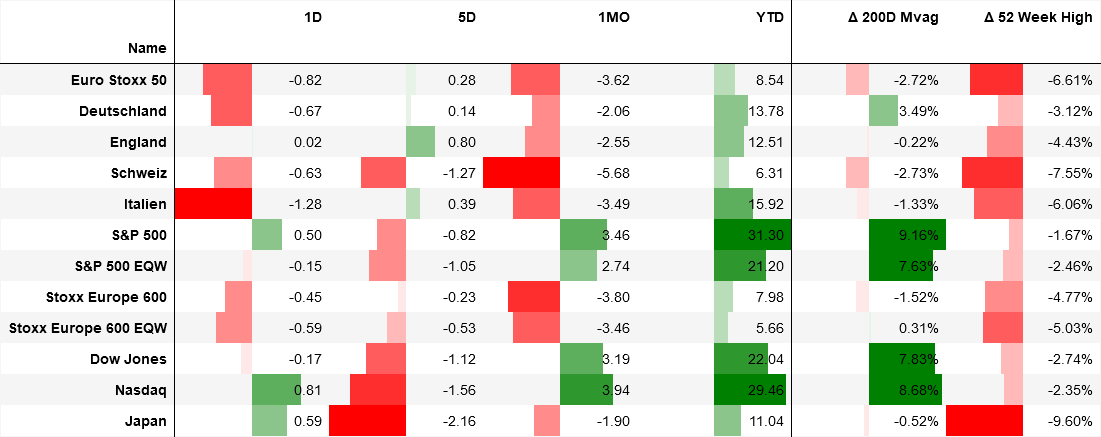 1D 5D 1MO YTD Δ 200D Mvag Δ 52 Week High
Name
Euro Stoxx 50 -0.82 0.28 -3.62 8.54 -2.72% -6.61%
Deutschland -0.67 0.14 -2.06 13.78 3.49% -3.12%
England 0.02 0.80 -2.55 12.51 -0.22% -4.43%
Schweiz -0.63 -1.27 -5.68 6.31 -2.73% -7.55%
Italien -1.28 0.39 -3.49 15.92 -1.33% -6.06%
S&P 500 0.50 -0.82 3.46 31.30 9.16% -1.67%
S&P 500 EQW -0.15 -1.05 2.74 21.20 7.63% -2.46%
Stoxx Europe 600 -0.45 -0.23 -3.80 7.98 -1.52% -4.77%
Stoxx Europe 600 EQW -0.59 -0.53 -3.46 5.66 0.31% -5.03%
Dow Jones -0.17 -1.12 3.19 22.04 7.83% -2.74%
Nasdaq 0.81 -1.56 3.94 29.46 8.68% -2.35%
Japan 0.59 -2.16 -1.90 11.04 -0.52% -9.60%